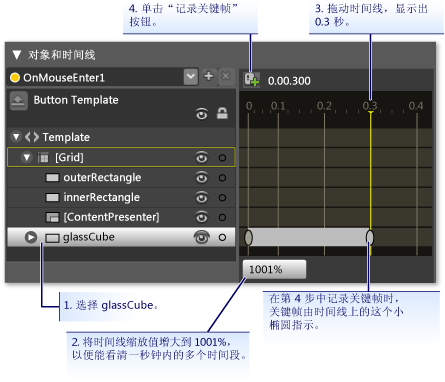 4. 单击“记录关键帧”
按钮。
3. 拖动时间线，显示出
0.3 秒。
对象和时间线
OnMouseEnter1
0.00.300
Button Template
0
0.1
0.2
0.3
0.4
Template
[Grid]
outerRectangle
innerRectangle
[ContentPresenter]
glassCube
1001%
1. 选择 glassCube。
在第 4 步中记录关键帧时，
关键帧由时间线上的这个小
椭圆指示。
2. 将时间线缩放值增大到 1001%，
以便能看清一秒钟内的多个时间段。